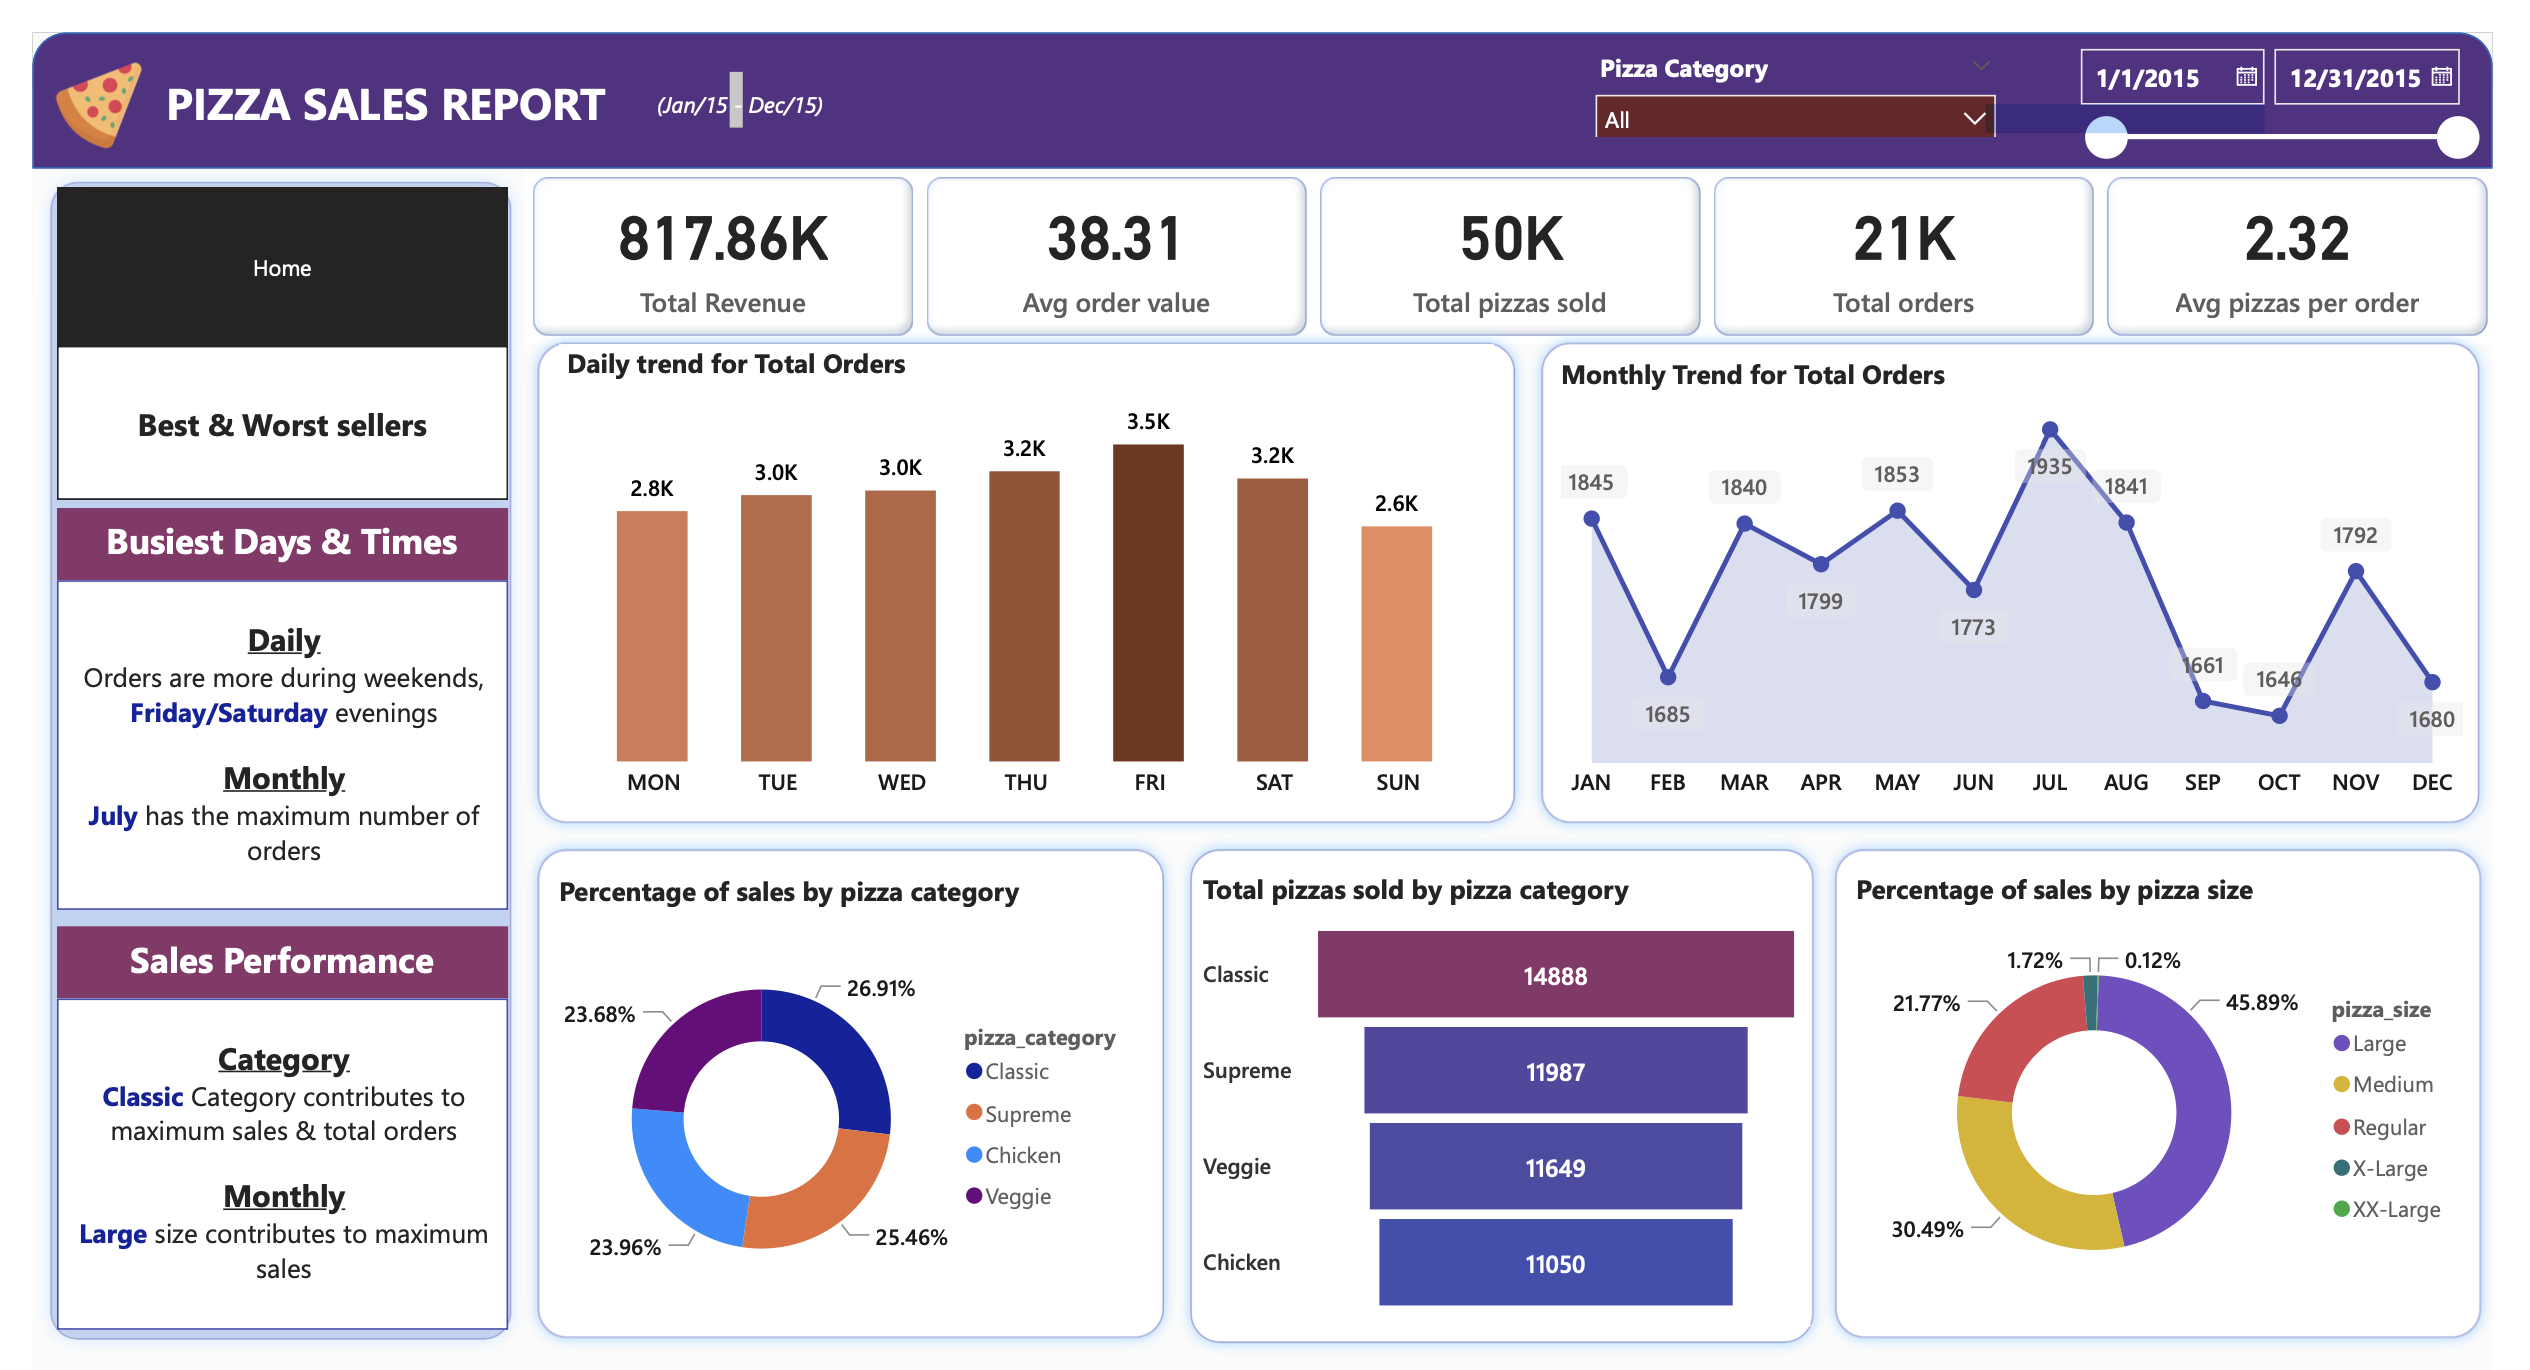 PIZZA SALES REPORT
(Jan/15 - Dec/15)
Pizza Category
All
1/1/2015
12/31/2015
Home
Best & Worst sellers
Busiest Days & Times
Daily
Orders are more during weekends,
Friday/Saturday evenings
Monthly
July has the maximum number of
orders
Sales Performance
Category
Classic Category contributes to
maximum sales & total orders
Monthly
Large size contributes to maximum
sales
817.86K
Total Revenue
38.31
Avg order value
50K
Total pizzas sold
21K
Total orders
2.32
Avg pizzas per order
Daily trend for Total Orders
2.8K
3.0K
3.0K
3.2K
3.5K
3.2K
2.6K
MON TUE WED THU FRI SAT SUN
Monthly Trend for Total Orders
1845
1685
1840
1799
1853
1773
1935
1841
1661
1646
1792
1680
JAN FEB MAR APR MAY JUN JUL AUG SEP OCT NOV DEC
Percentage of sales by pizza category
26.91%
25.46%
23.96%
23.68%
pizza_category
Classic
Supreme
Chicken
Veggie
Total pizzas sold by pizza category
Classic 14888
Supreme 11987
Veggie 11649
Chicken 11050
Percentage of sales by pizza size
1.72%
0.12%
21.77%
45.89%
30.49%
pizza_size
Large
Medium
Regular
X-Large
XX-Large